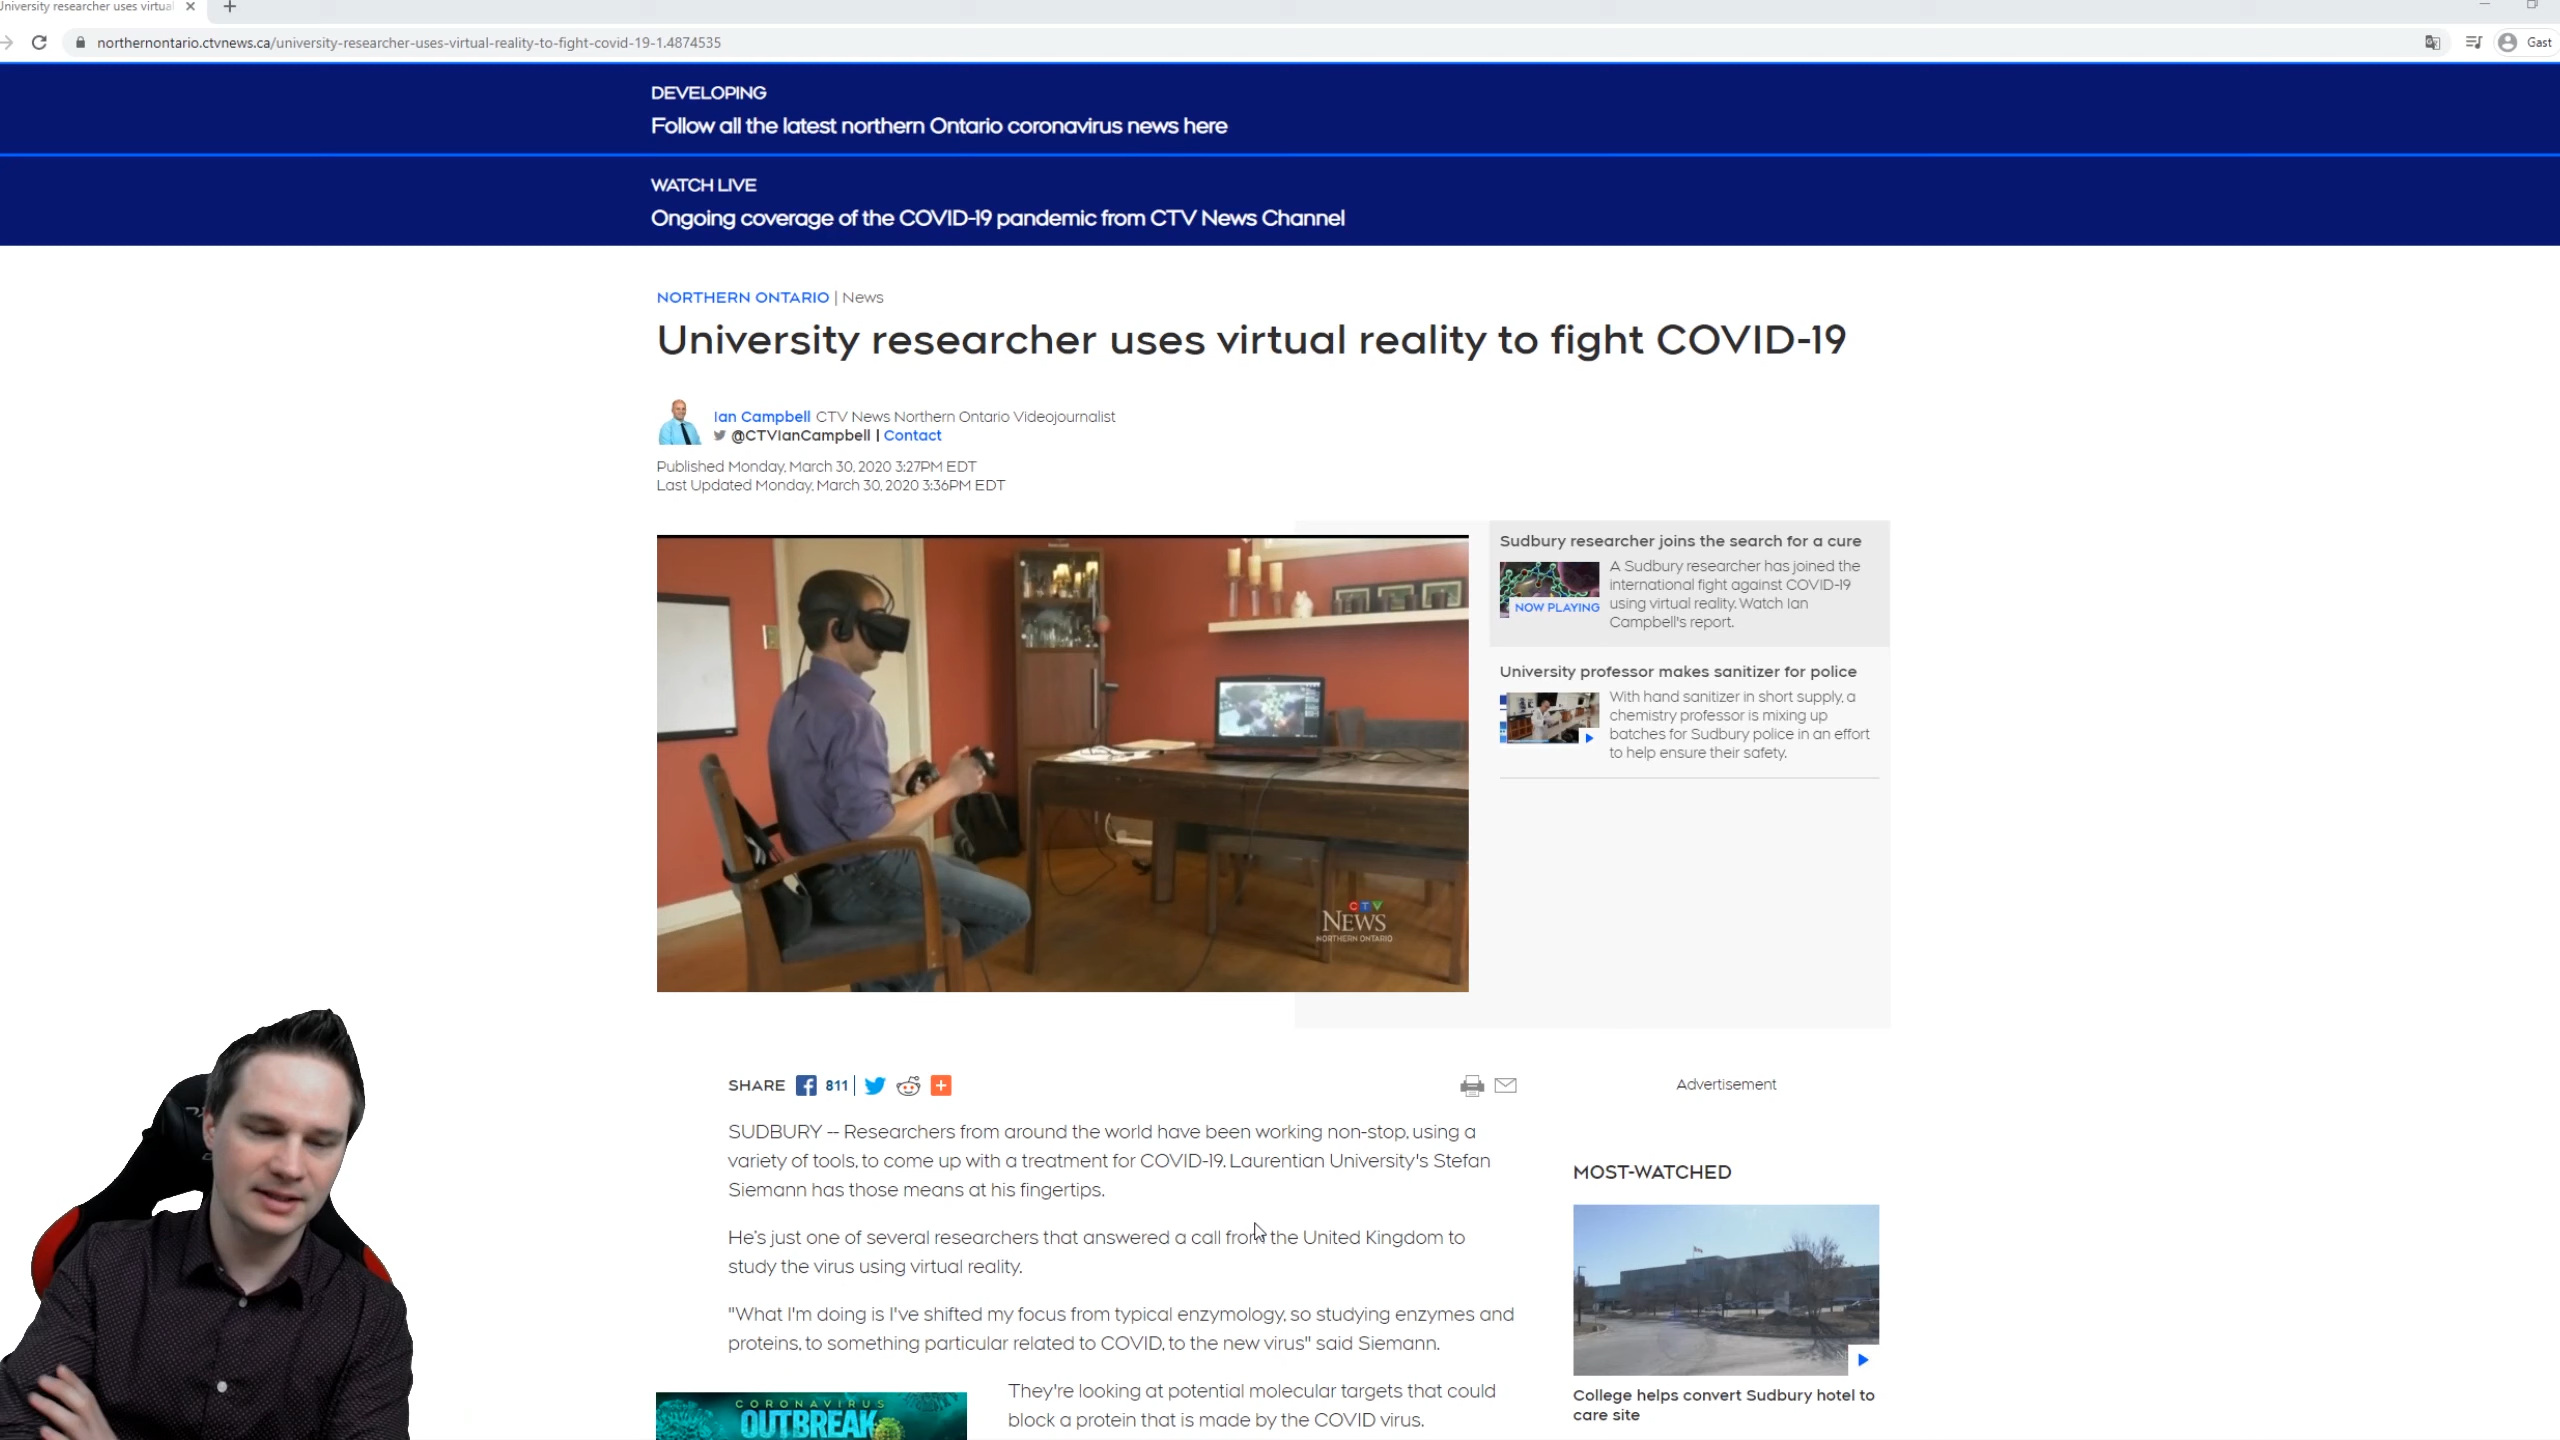 University researcher uses virtual
northernontario.ctvnews.ca/university-researcher-uses-virtual-reality-to-fight-covid-19-1.4874535
Gast
DEVELOPING
Follow all the latest northern Ontario coronavirus news here
WATCH LIVE
Ongoing coverage of the COVID-19 pandemic from CTV News Channel
NORTHERN ONTARIO | News
University researcher uses virtual reality to fight COVID-19
Ian Campbell CTV News Northern Ontario Videojournalist
@CTVIanCampbell | Contact
Published Monday, March 30, 2020 3:27PM EDT
Last Updated Monday, March 30, 2020 3:36PM EDT
CTV
NEWS
NORTHERN ONTARIO
Sudbury researcher joins the search for a cure
A Sudbury researcher has joined the
international fight against COVID-19
using virtual reality. Watch Ian
Campbell's report.
NOW PLAYING
University professor makes sanitizer for police
With hand sanitizer in short supply, a
chemistry professor is mixing up
batches for Sudbury police in an effort
to help ensure their safety.
SHARE 811
SUDBURY -- Researchers from around the world have been working non-stop, using a
variety of tools, to come up with a treatment for COVID-19. Laurentian University's Stefan
Siemann has those means at his fingertips.
He's just one of several researchers that answered a call from the United Kingdom to
study the virus using virtual reality.
"What I'm doing is I've shifted my focus from typical enzymology, so studying enzymes and
proteins, to something particular related to COVID, to the new virus" said Siemann.
They're looking at potential molecular targets that could
block a protein that is made by the COVID virus.
CORONAVIRUS
OUTBREAK
Advertisement
MOST-WATCHED
College helps convert Sudbury hotel to
care site